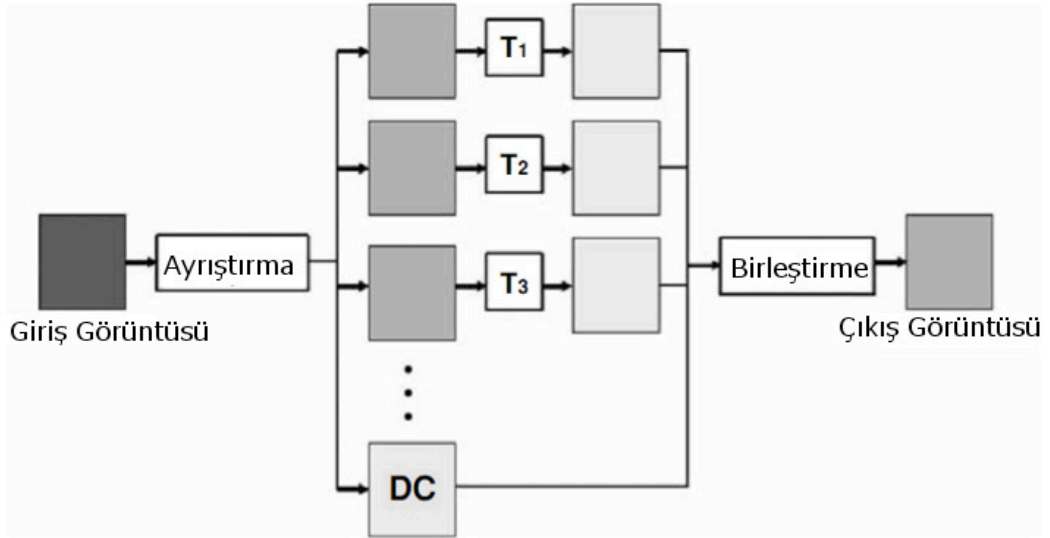 T1
T2
Ayrıştırma
Birleştirme
T3
Giriş Görüntüsü
Çıkış Görüntüsü
DC